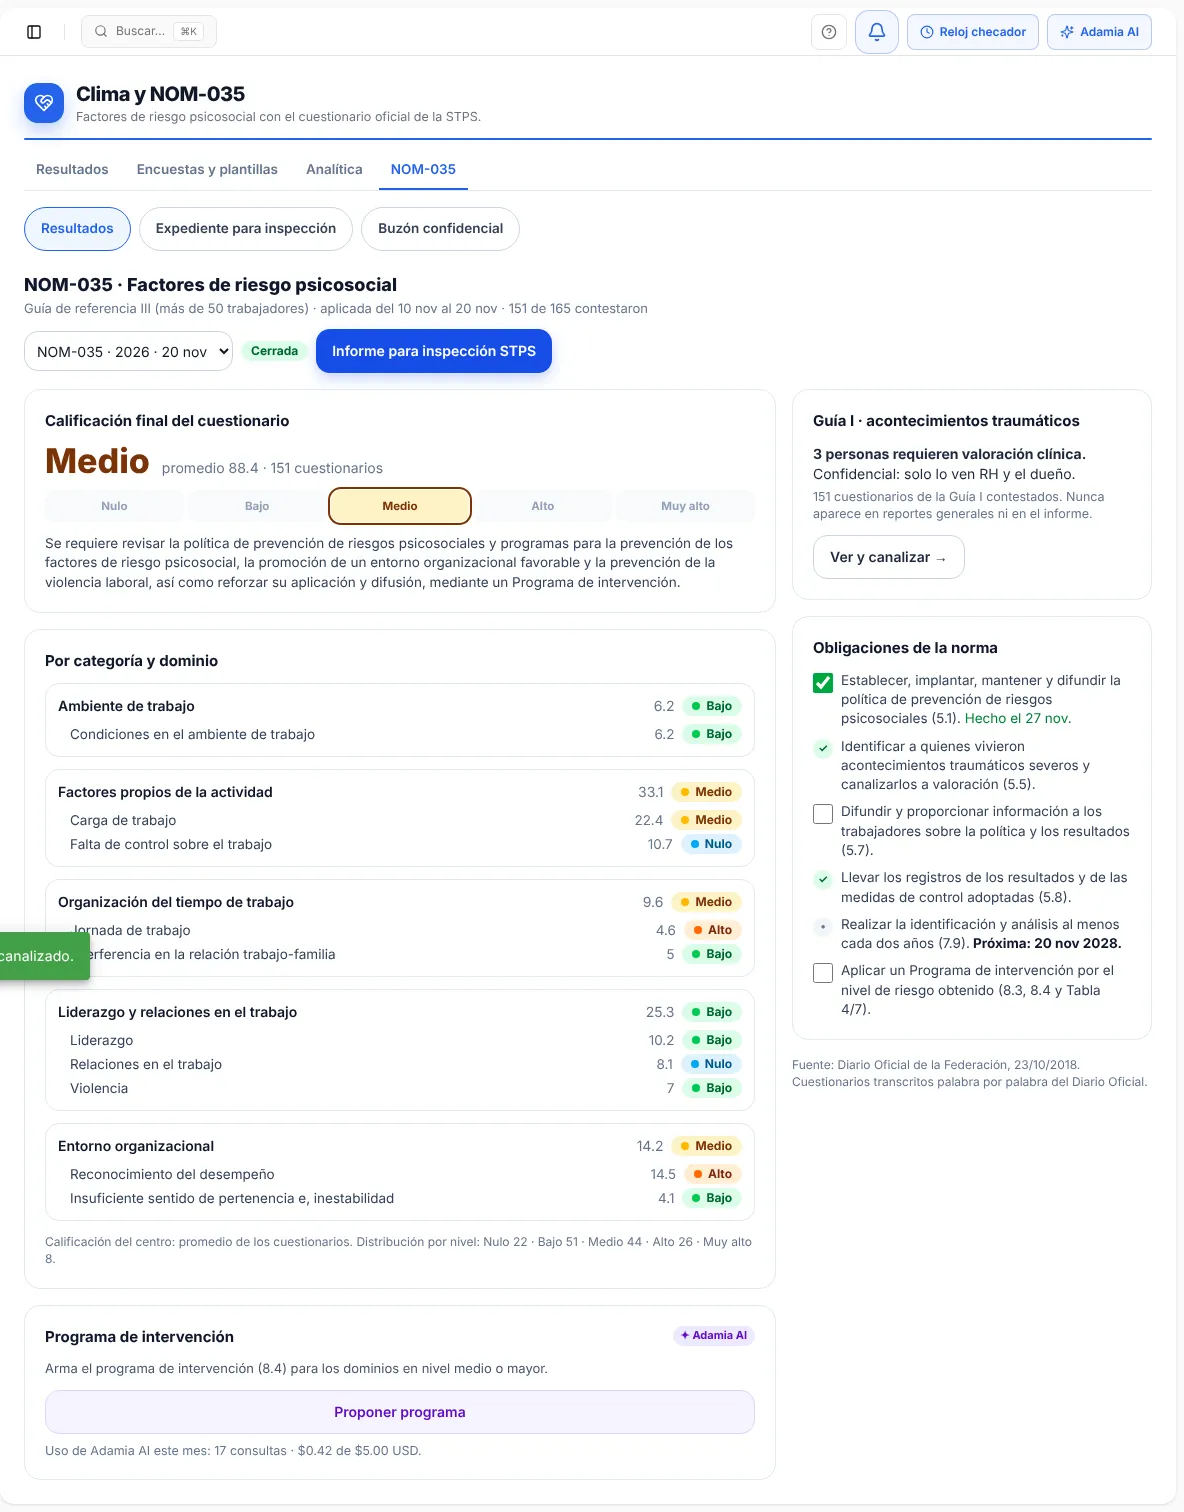 Buscar... ⌘K
Reloj checador
Adamia AI
Clima y NOM-035
Factores de riesgo psicosocial con el cuestionario oficial de la STPS.
Resultados
Encuestas y plantillas
Analítica
NOM-035
Resultados
Expediente para inspección
Buzón confidencial
NOM-035 · Factores de riesgo psicosocial
Guía de referencia III (más de 50 trabajadores) · aplicada del 10 nov al 20 nov · 151 de 165 contestaron
NOM-035 · 2026 · 20 nov
Cerrada
Informe para inspección STPS
Calificación final del cuestionario
Medio promedio 88.4 · 151 cuestionarios
Nulo
Bajo
Medio
Alto
Muy alto
Se requiere revisar la política de prevención de riesgos psicosociales y programas para la prevención de los
factores de riesgo psicosocial, la promoción de un entorno organizacional favorable y la prevención de la
violencia laboral, así como reforzar su aplicación y difusión, mediante un Programa de intervención.
Por categoría y dominio
Ambiente de trabajo 6.2 Bajo
Condiciones en el ambiente de trabajo 6.2 Bajo
Factores propios de la actividad 33.1 Medio
Carga de trabajo 22.4 Medio
Falta de control sobre el trabajo 10.7 Nulo
Organización del tiempo de trabajo 9.6 Medio
Jornada de trabajo 4.6 Alto
canalizado.
erferencia en la relación trabajo-familia 5 Bajo
Liderazgo y relaciones en el trabajo 25.3 Bajo
Liderazgo 10.2 Bajo
Relaciones en el trabajo 8.1 Nulo
Violencia 7 Bajo
Entorno organizacional 14.2 Medio
Reconocimiento del desempeño 14.5 Alto
Insuficiente sentido de pertenencia e, inestabilidad 4.1 Bajo
Calificación del centro: promedio de los cuestionarios. Distribución por nivel: Nulo 22 · Bajo 51 · Medio 44 · Alto 26 · Muy alto
8.
Programa de intervención
✦ Adamia AI
Arma el programa de intervención (8.4) para los dominios en nivel medio o mayor.
Proponer programa
Uso de Adamia AI este mes: 17 consultas · $0.42 de $5.00 USD.
Guía I · acontecimientos traumáticos
3 personas requieren valoración clínica.
Confidencial: solo lo ven RH y el dueño.
151 cuestionarios de la Guía I contestados. Nunca
aparece en reportes generales ni en el informe.
Ver y canalizar →
Obligaciones de la norma
Establecer, implantar, mantener y difundir la
política de prevención de riesgos
psicosociales (5.1). Hecho el 27 nov.
Identificar a quienes vivieron
acontecimientos traumáticos severos y
canalizarlos a valoración (5.5).
Difundir y proporcionar información a los
trabajadores sobre la política y los resultados
(5.7).
Llevar los registros de los resultados y de las
medidas de control adoptadas (5.8).
Realizar la identificación y análisis al menos
cada dos años (7.9). Próxima: 20 nov 2028.
Aplicar un Programa de intervención por el
nivel de riesgo obtenido (8.3, 8.4 y Tabla
4/7).
Fuente: Diario Oficial de la Federación, 23/10/2018.
Cuestionarios transcritos palabra por palabra del Diario Oficial.